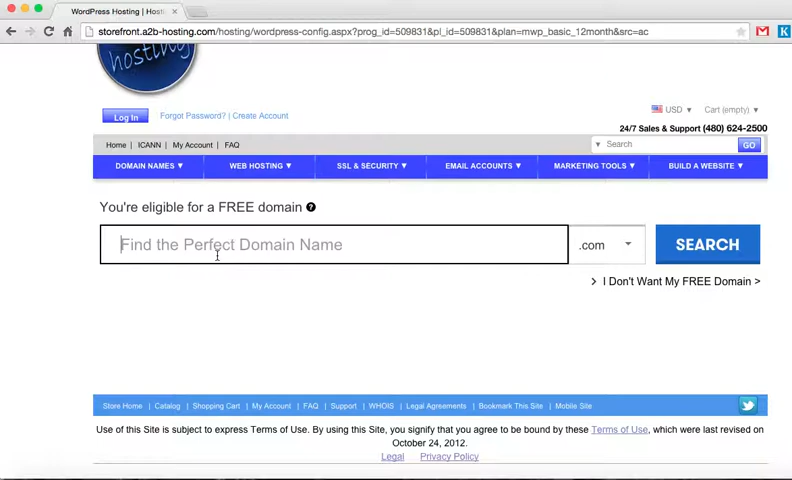 WordPress Hosting | Hosti
storefront.a2b-hosting.com/hosting/wordpress-config.aspx?prog_id=509831&pl_id=509831&plan=mwp_basic_12month&src=ac
hosting
USD ▼ Cart (empty) ▼
Log In Forgot Password? | Create Account
24/7 Sales & Support (480) 624-2500
Home | ICANN | My Account | FAQ
Search GO
DOMAIN NAMES ▼ WEB HOSTING ▼ SSL & SECURITY ▼ EMAIL ACCOUNTS ▼ MARKETING TOOLS ▼ BUILD A WEBSITE ▼
You're eligible for a FREE domain ?
Find the Perfect Domain Name .com SEARCH
I Don't Want My FREE Domain >
Store Home | Catalog | Shopping Cart | My Account | FAQ | Support | WHOIS | Legal Agreements | Bookmark This Site | Mobile Site
Use of this Site is subject to express Terms of Use. By using this Site, you signify that you agree to be bound by these Terms of Use, which were last revised on
October 24, 2012.
Legal Privacy Policy